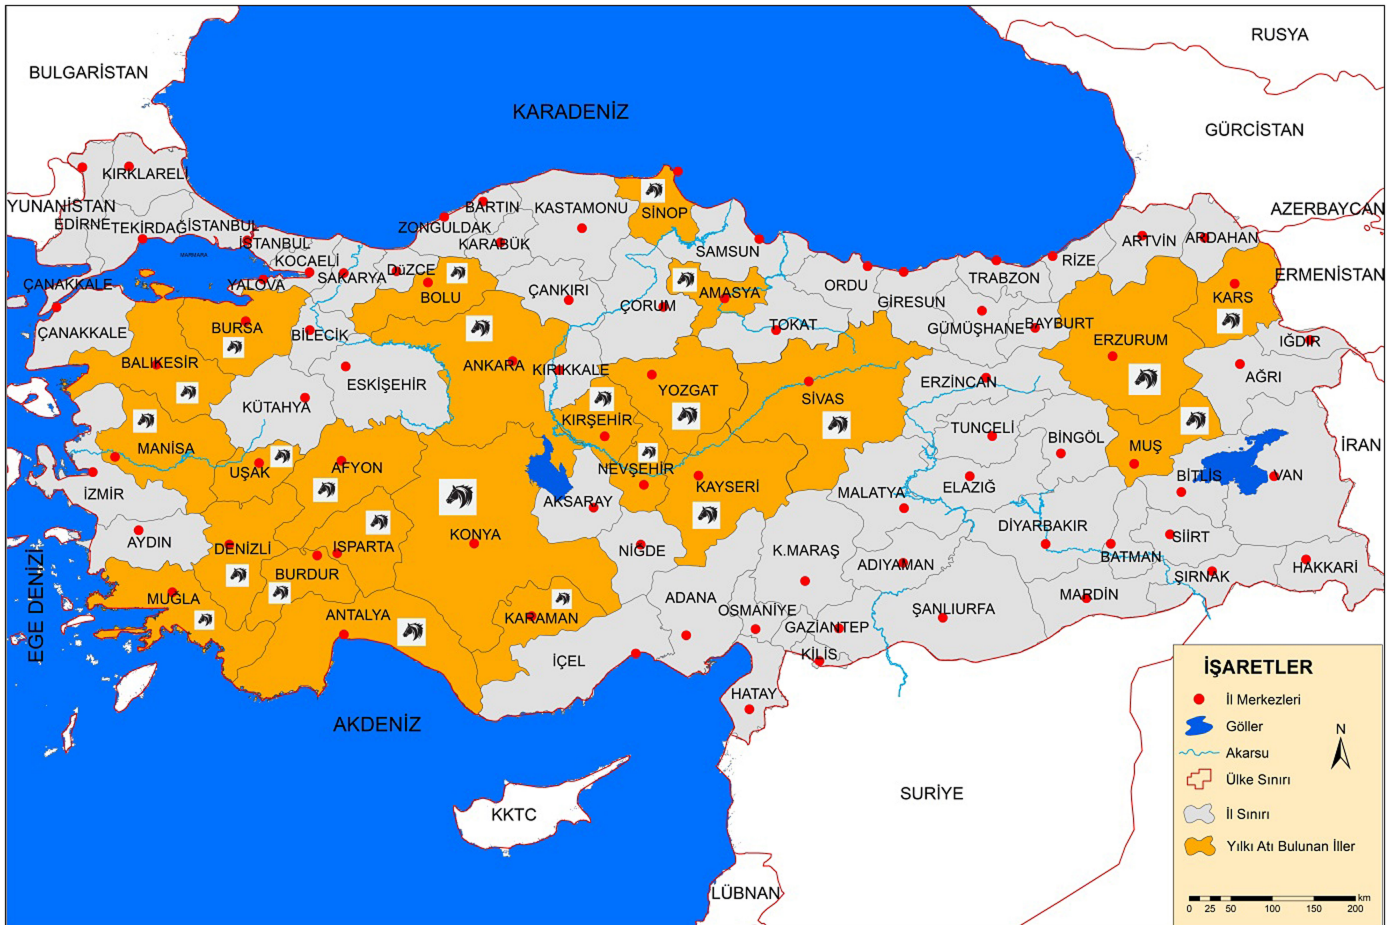 RUSYA
BULGARİSTAN
KARADENİZ
GÜRCİSTAN
KIRKLARELİ
YUNANİSTAN
EDİRNE
TEKİRDAĞ
İSTANBUL
İSTANBUL
MARMARA
KOCAELİ
YALOVA
SAKARYA
DÜZCE
ZONGULDAK
BARTIN
KARABÜK
KASTAMONU
SİNOP
SAMSUN
AZERBAYCAN
ARTVİN
ARDAHAN
ERMENİSTAN
ÇANAKKALE
ÇANAKKALE
BURSA
BİLECİK
BOLU
ÇANKIRI
ÇORUM
AMASYA
TOKAT
ORDU
GİRESUN
TRABZON
RİZE
GÜMÜŞHANE
BAYBURT
ERZURUM
KARS
IĞDIR
AĞRI
BALIKESİR
KÜTAHYA
ESKİŞEHİR
ANKARA
KIRIKKALE
KIRŞEHİR
YOZGAT
SİVAS
ERZİNCAN
TUNCELİ
BİNGÖL
MUŞ
BİTLİS
VAN
İRAN
MANİSA
UŞAK
AFYON
İZMİR
AYDIN
DENİZLİ
BURDUR
ISPARTA
KONYA
AKSARAY
NEVŞEHİR
KAYSERİ
NİĞDE
MALATYA
ELAZIĞ
DİYARBAKIR
BATMAN
SİİRT
ŞIRNAK
HAKKARİ
MARDİN
K.MARAŞ
ADIYAMAN
ŞANLIURFA
MUĞLA
ANTALYA
KARAMAN
İÇEL
ADANA
OSMANİYE
GAZİANTEP
KİLİS
HATAY
EGE DENİZİ
AKDENİZ
KKTC
SURİYE
LÜBNAN
İŞARETLER
İl Merkezleri
Göller
Akarsu
Ülke Sınırı
İl Sınırı
Yılkı Atı Bulunan İller
N
km
0 25 50 100 150 200